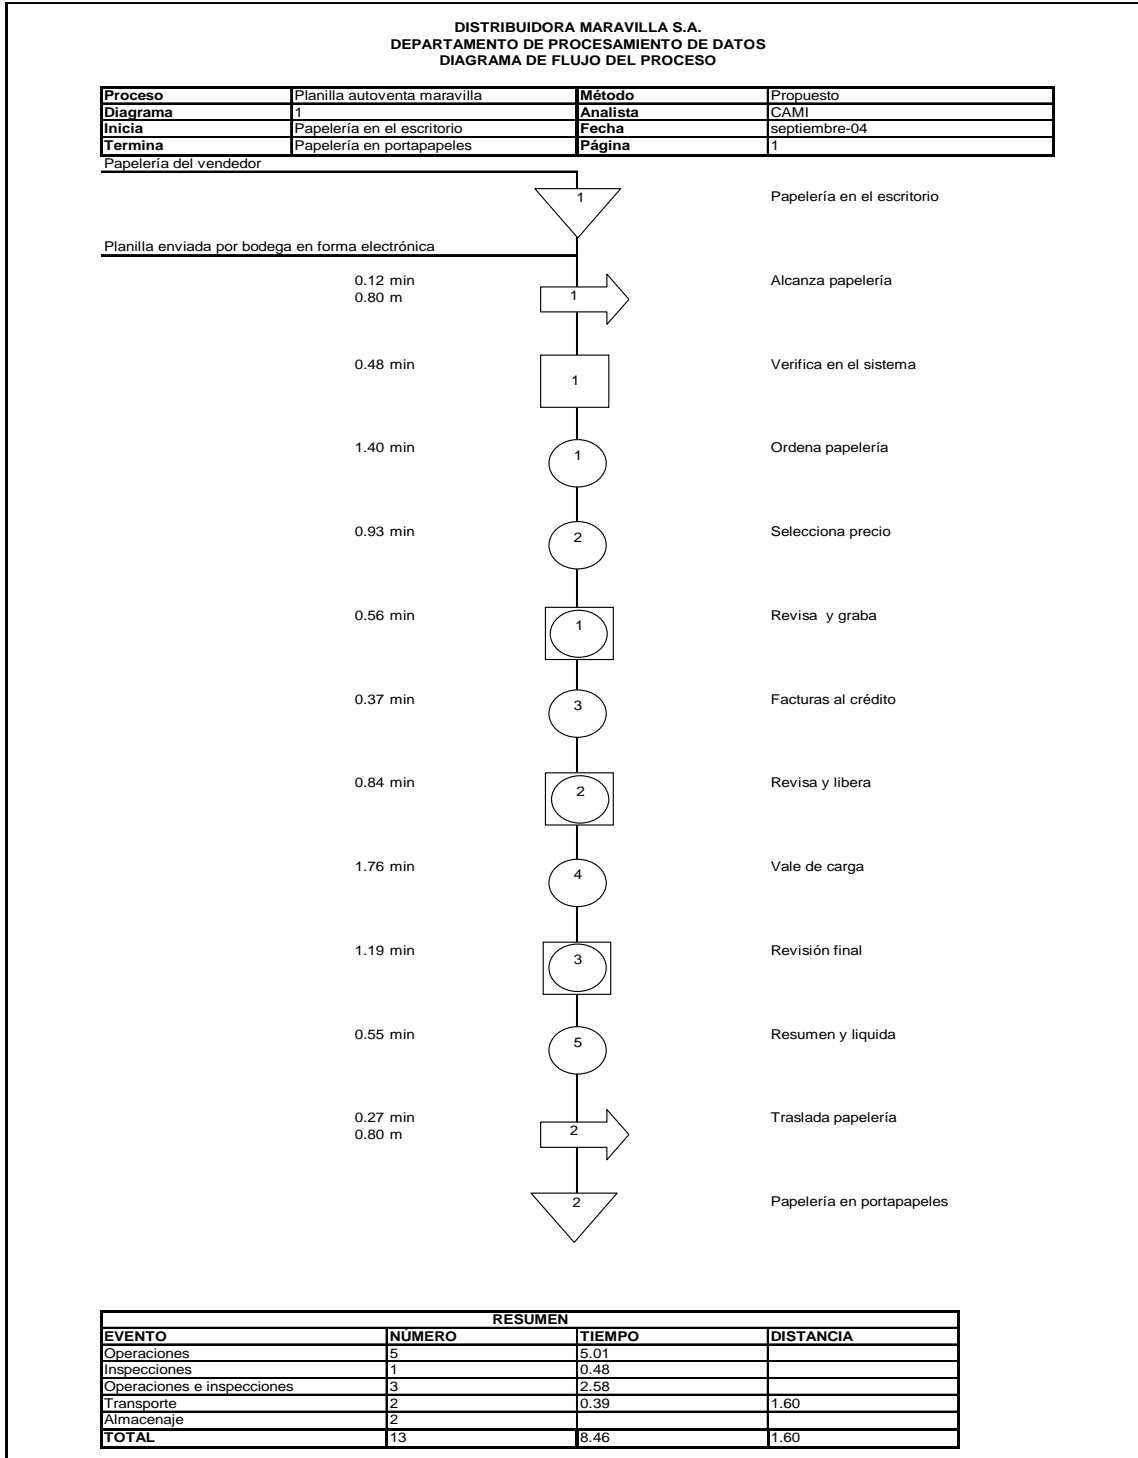 DISTRIBUIDORA MARAVILLA S.A.
DEPARTAMENTO DE PROCESAMIENTO DE DATOS
DIAGRAMA DE FLUJO DEL PROCESO
Proceso Planilla autoventa maravilla Método Propuesto
Diagrama 1 Analista CAMI
Inicia Papelería en el escritorio Fecha septiembre-04
Termina Papelería en portapapeles Página 1
Papelería del vendedor
1 Papelería en el escritorio
Planilla enviada por bodega en forma electrónica
0.12 min Alcanza papelería
0.80 m 1
0.48 min Verifica en el sistema
1
1.40 min 1 Ordena papelería
0.93 min 2 Selecciona precio
0.56 min 1 Revisa y graba
0.37 min 3 Facturas al crédito
0.84 min 2 Revisa y libera
1.76 min 4 Vale de carga
1.19 min 3 Revisión final
0.55 min 5 Resumen y liquida
0.27 min Traslada papelería
0.80 m 2
2 Papelería en portapapeles
RESUMEN
EVENTO NÚMERO TIEMPO DISTANCIA
Operaciones 5 5.01
Inspecciones 1 0.48
Operaciones e inspecciones 3 2.58
Transporte 2 0.39 1.60
Almacenaje 2
TOTAL 13 8.46 1.60